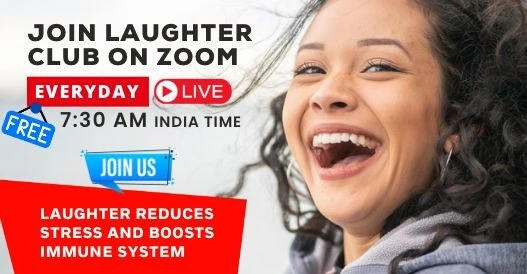 JOIN LAUGHTER
CLUB ON ZOOM
EVERYDAY LIVE
FREE 7:30 AM INDIA TIME
JOIN US
LAUGHTER REDUCES
STRESS AND BOOSTS
IMMUNE SYSTEM